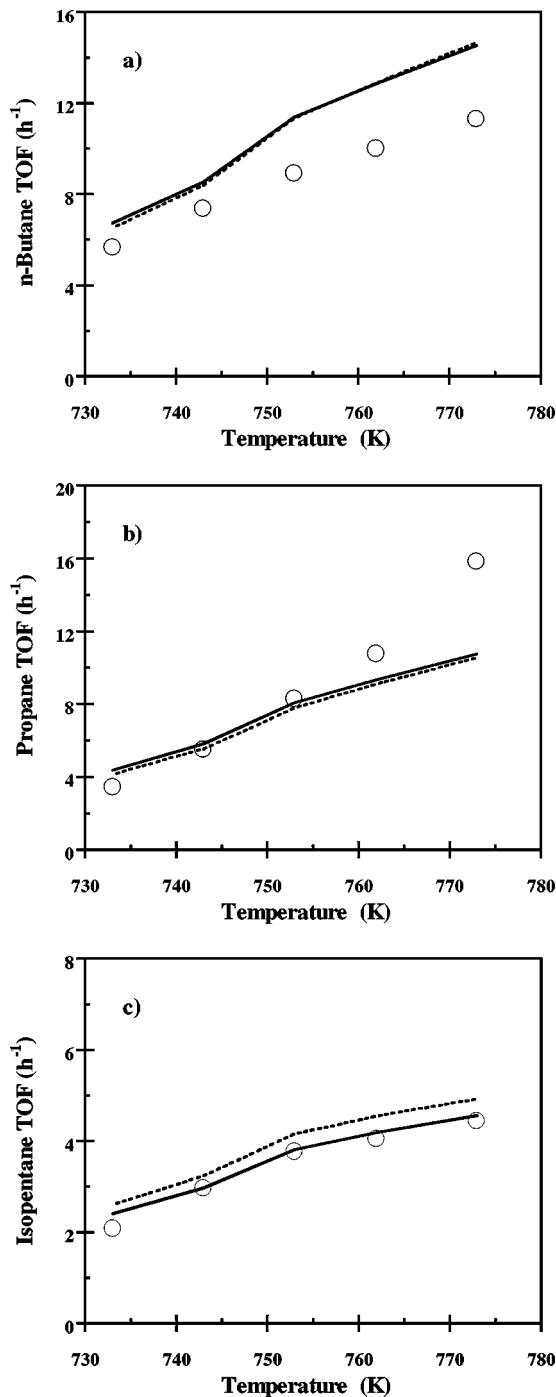 16
a)
12
8
4
0
n-Butane TOF (h⁻¹)
730 740 750 760 770 780
Temperature (K)
20
b)
16
12
8
4
0
Propane TOF (h⁻¹)
730 740 750 760 770 780
Temperature (K)
8
c)
6
4
2
0
Isopentane TOF (h⁻¹)
730 740 750 760 770 780
Temperature (K)